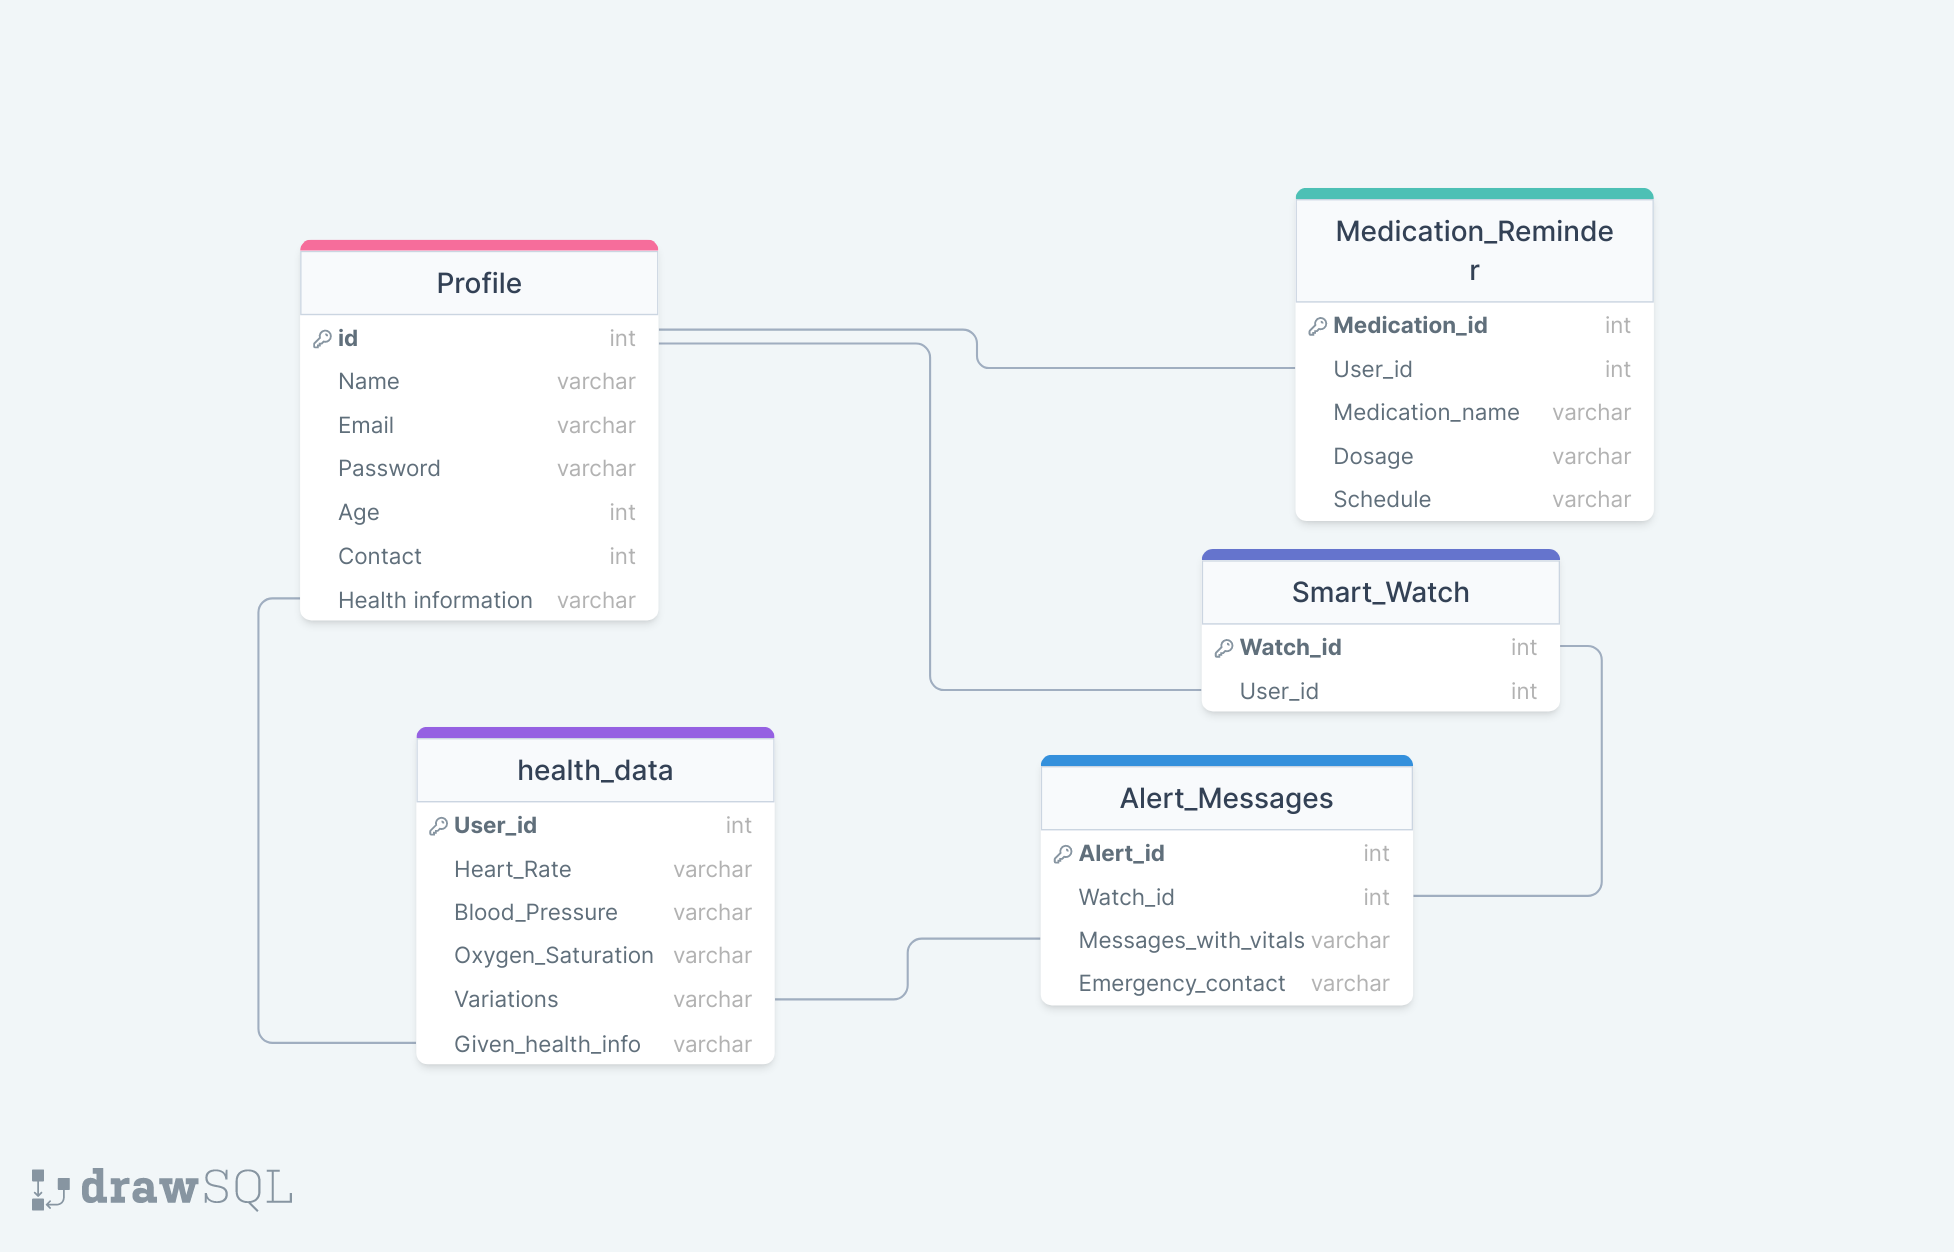 Profile
id int
Name varchar
Email varchar
Password varchar
Age int
Contact int
Health information varchar
Medication_Reminde
r
Medication_id int
User_id int
Medication_name varchar
Dosage varchar
Schedule varchar
Smart_Watch
Watch_id int
User_id int
health_data
User_id int
Heart_Rate varchar
Blood_Pressure varchar
Oxygen_Saturation varchar
Variations varchar
Given_health_info varchar
Alert_Messages
Alert_id int
Watch_id int
Messages_with_vitals varchar
Emergency_contact varchar
drawSQL